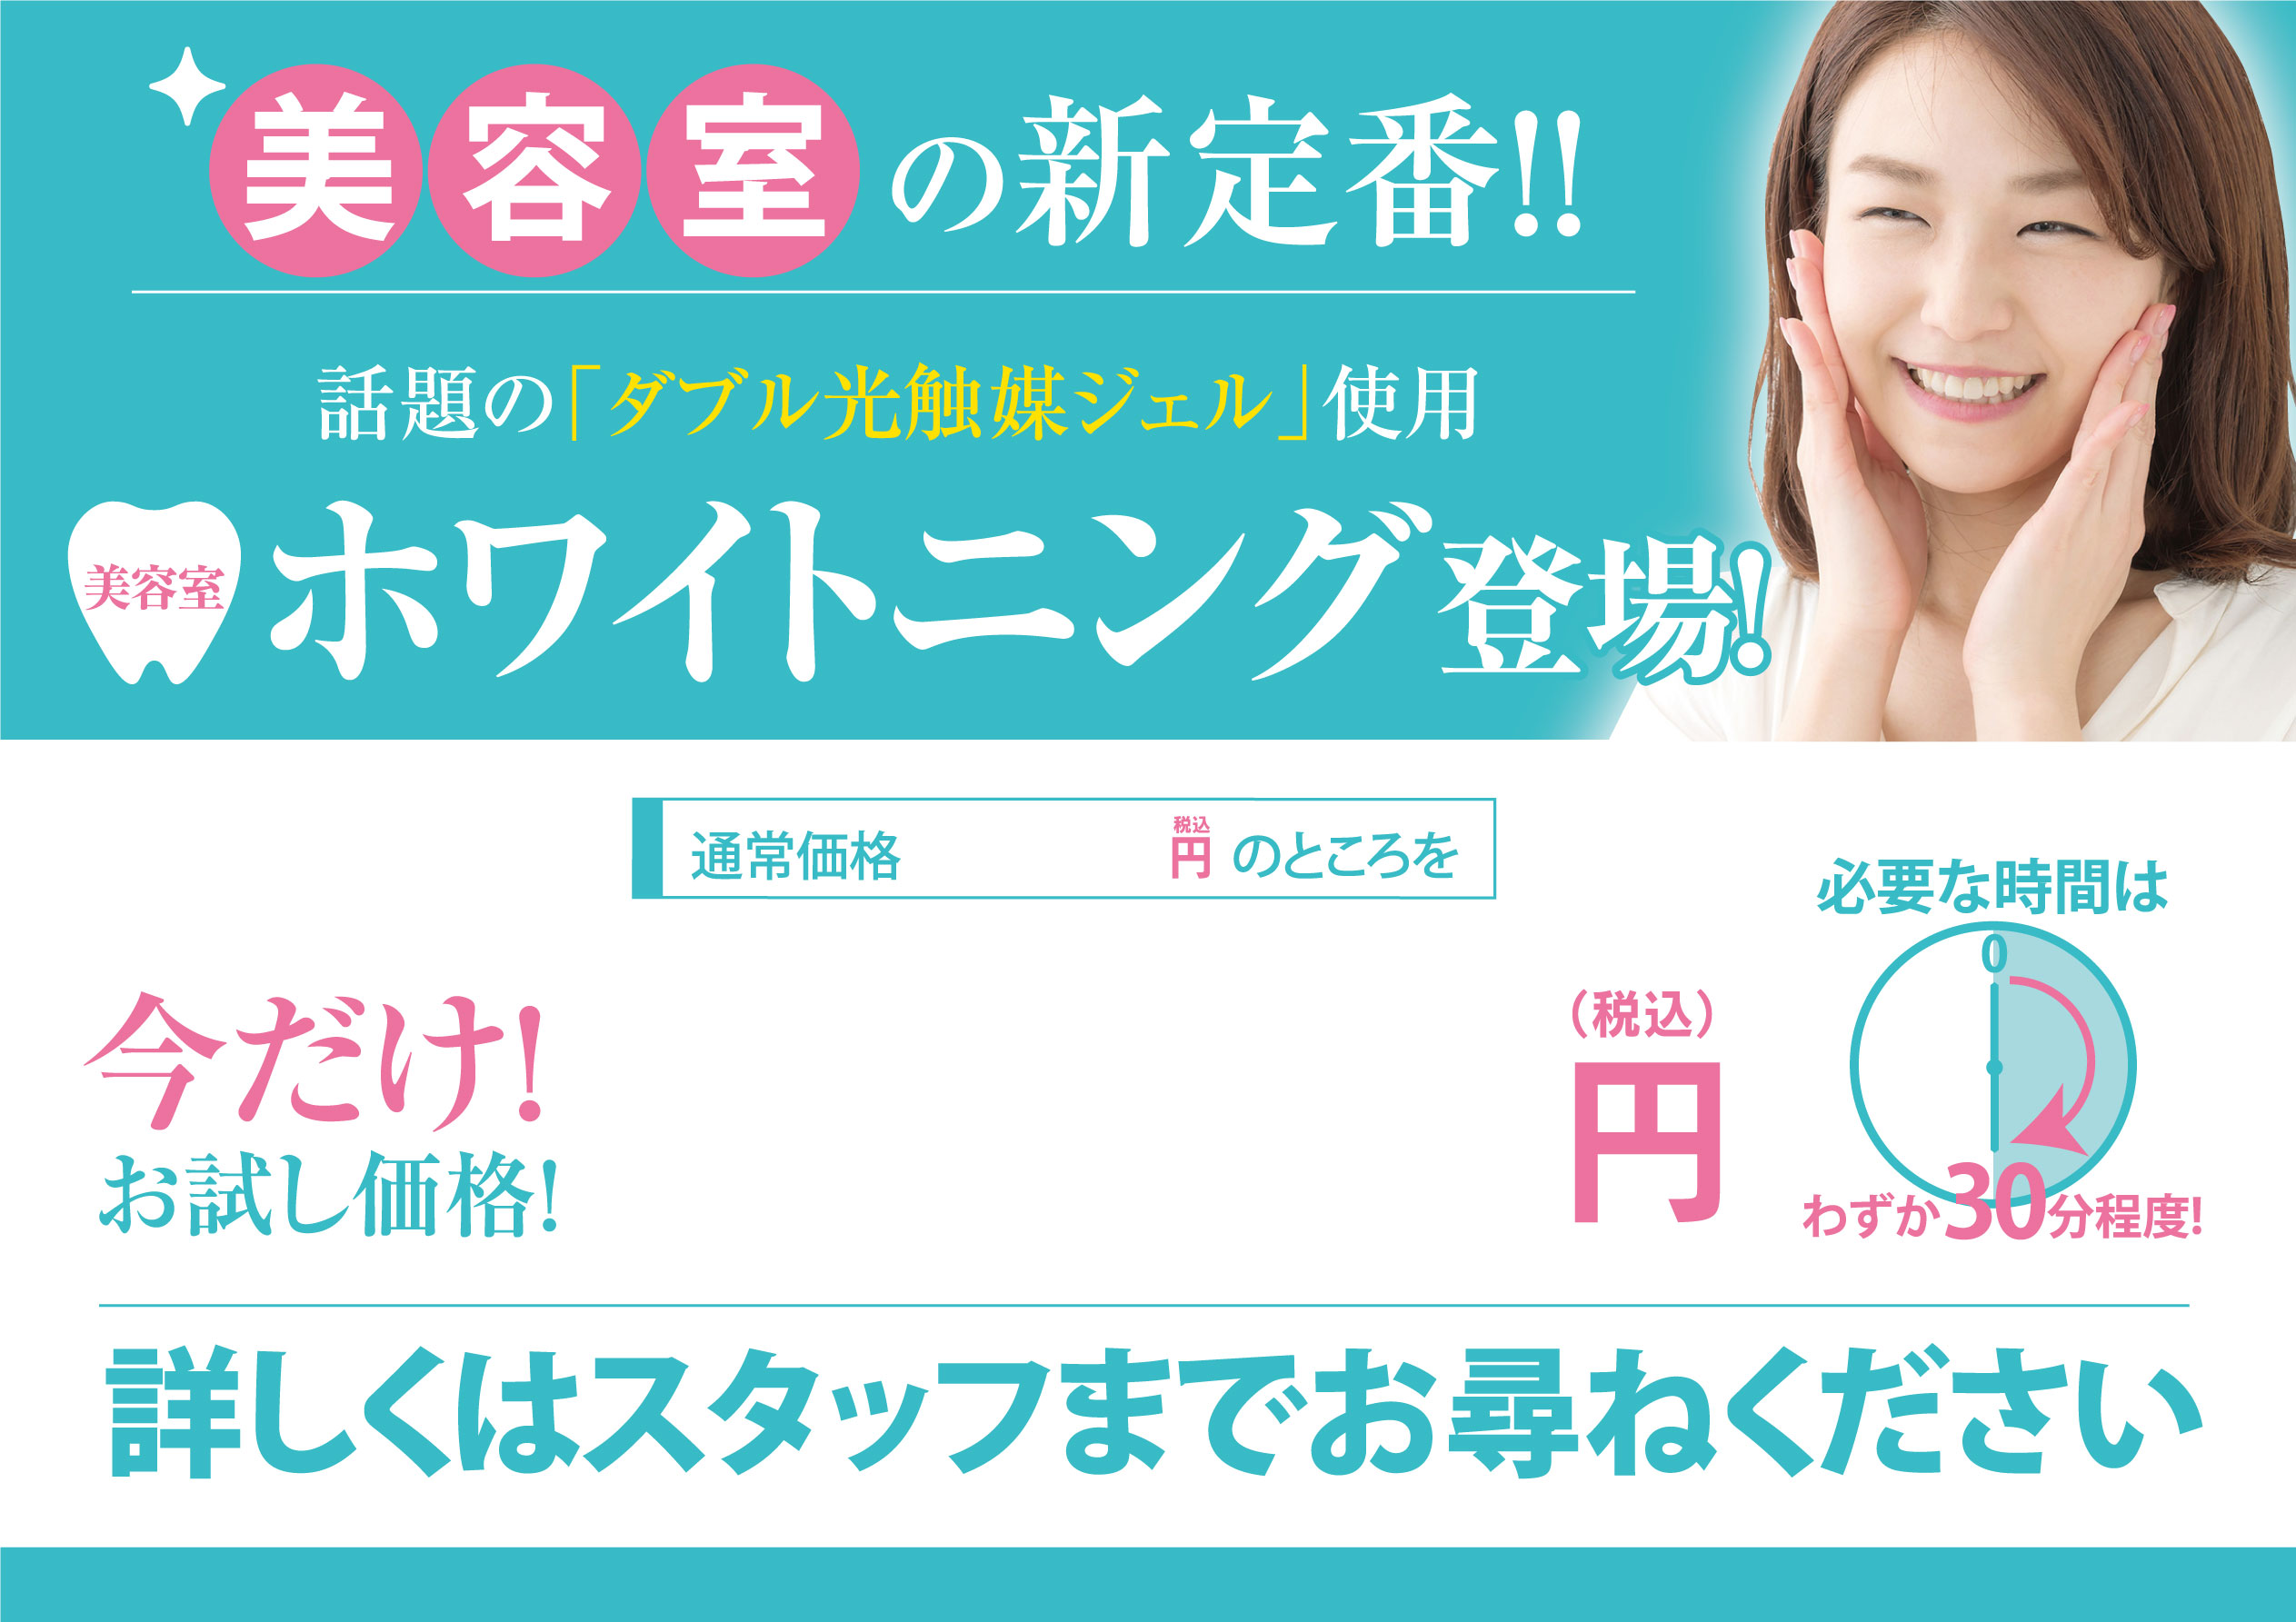 美容室の新定番!!
話題の「ダブル光触媒ジェル」使用
美容室
ホワイトニング登場!
通常価格 円 税込 のところを
今だけ!
お試し価格!
(税込)
円
必要な時間は
0
わずか30分程度!
詳しくはスタッフまでお尋ねください